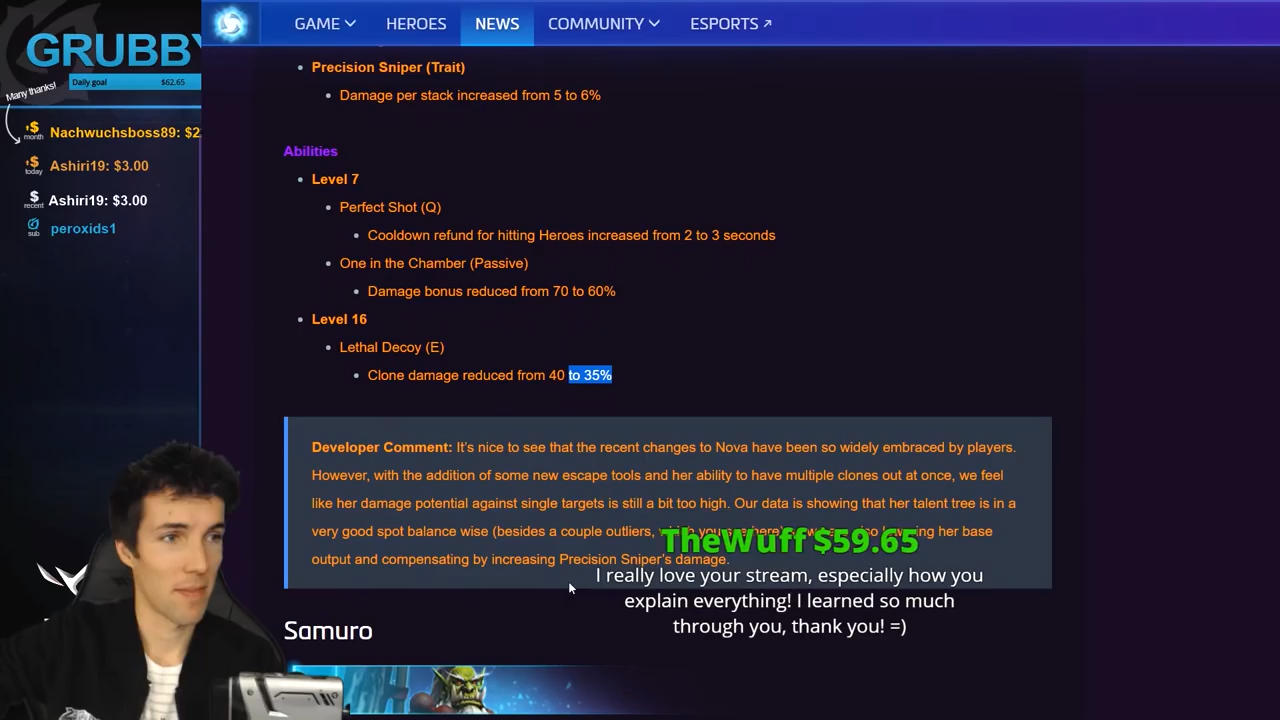 GRUBBY
Daily goal $62.65
Many thanks!
$ month Nachwuchsboss89: $2
$ today Ashiri19: $3.00
$ recent Ashiri19: $3.00
sub peroxids1
GAME HEROES NEWS COMMUNITY ESPORTS
Precision Sniper (Trait)
Damage per stack increased from 5 to 6%
Abilities
Level 7
Perfect Shot (Q)
Cooldown refund for hitting Heroes increased from 2 to 3 seconds
One in the Chamber (Passive)
Damage bonus reduced from 70 to 60%
Level 16
Lethal Decoy (E)
Clone damage reduced from 40 to 35%
Developer Comment: It's nice to see that the recent changes to Nova have been so widely embraced by players.
However, with the addition of some new escape tools and her ability to have multiple clones out at once, we feel
like her damage potential against single targets is still a bit too high. Our data is showing that her talent tree is in a
very good spot balance wise (besides a couple outliers, her base
output and compensating by increasing Precision Sniper's damage.
TheWuff $59.65
I really love your stream, especially how you
explain everything! I learned so much
through you, thank you! =)
Samuro